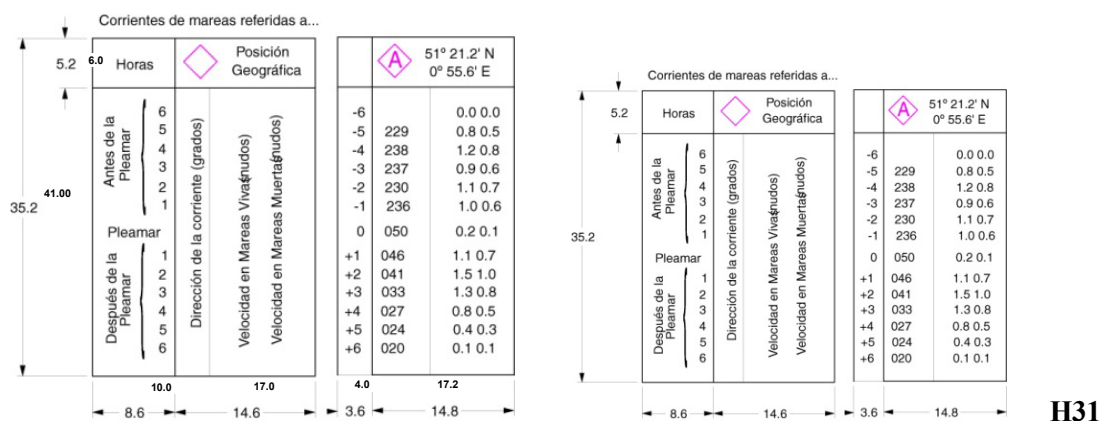 Corrientes de mareas referidas a...
5.2 6.0 Horas Posición
Geográfica
A 51º 21.2' N
0º 55.6' E
35.2
41.00
Antes de la
Pleamar
6
5
4
3
2
1
Pleamar
Después de la
Pleamar
1
2
3
4
5
6
Dirección de la corriente (grados)
Velocidad en Mareas Vivas(nudos)
Velocidad en Mareas Muertas(nudos)
-6 0.0 0.0
-5 229 0.8 0.5
-4 238 1.2 0.8
-3 237 0.9 0.6
-2 230 1.1 0.7
-1 236 1.0 0.6
0 050 0.2 0.1
+1 046 1.1 0.7
+2 041 1.5 1.0
+3 033 1.3 0.8
+4 027 0.8 0.5
+5 024 0.4 0.3
+6 020 0.1 0.1
10.0 17.0 4.0 17.2
8.6 14.6 3.6 14.8
Corrientes de mareas referidas a...
5.2 Horas Posición
Geográfica
A 51º 21.2' N
0º 55.6' E
35.2
Antes de la
Pleamar
6
5
4
3
2
1
Pleamar
Después de la
Pleamar
1
2
3
4
5
6
Dirección de la corriente (grados)
Velocidad en Mareas Vivas(nudos)
Velocidad en Mareas Muertas(nudos)
-6 0.0 0.0
-5 229 0.8 0.5
-4 238 1.2 0.8
-3 237 0.9 0.6
-2 230 1.1 0.7
-1 236 1.0 0.6
0 050 0.2 0.1
+1 046 1.1 0.7
+2 041 1.5 1.0
+3 033 1.3 0.8
+4 027 0.8 0.5
+5 024 0.4 0.3
+6 020 0.1 0.1
8.6 14.6 3.6 14.8
H31